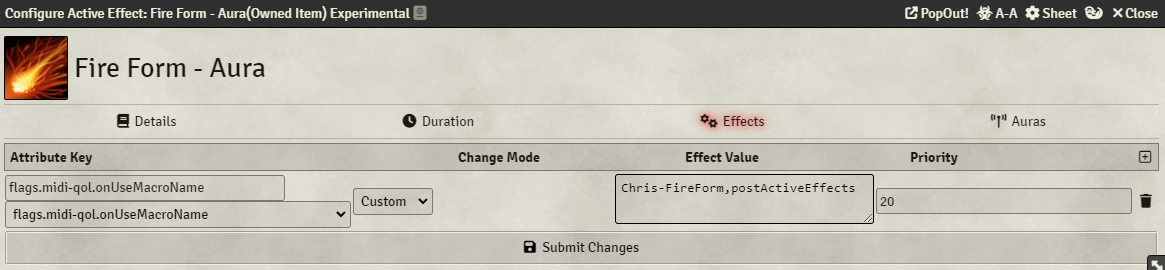 Configure Active Effect: Fire Form - Aura(Owned Item) Experimental PopOut! A-A Sheet Close
Fire Form - Aura
Details Duration Effects Auras
Attribute Key Change Mode Effect Value Priority
flags.midi-qol.onUseMacroName
flags.midi-qol.onUseMacroName Custom Chris-FireForm,postActiveEffects 20
Submit Changes